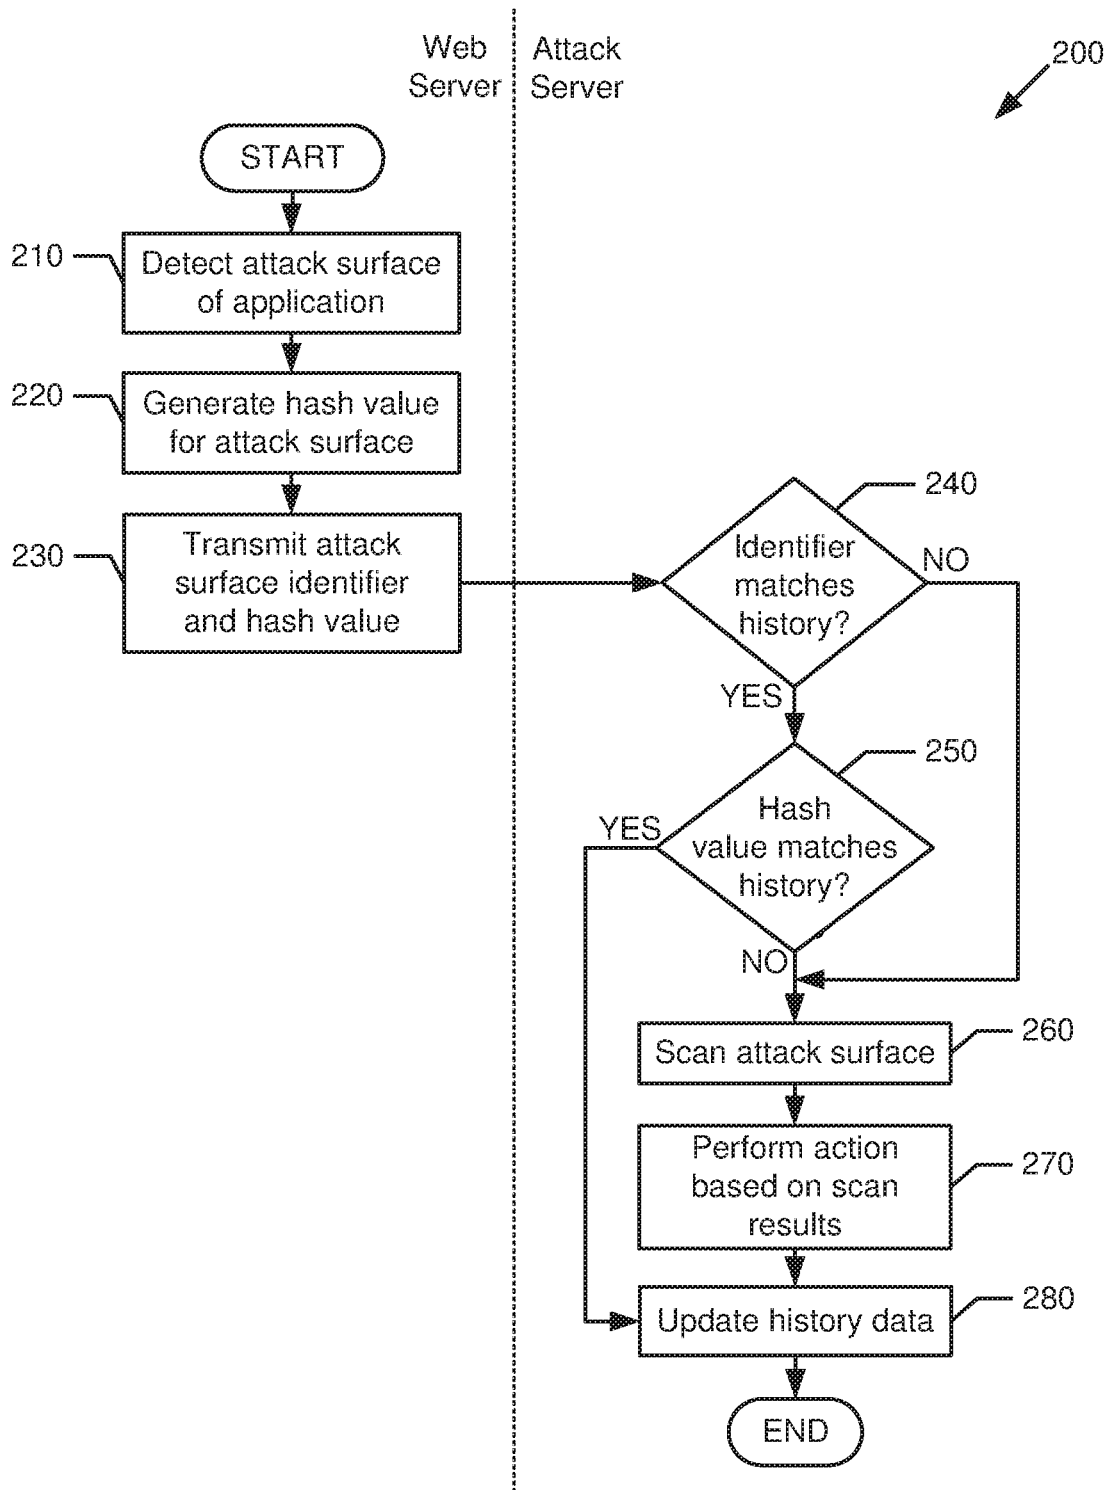 Web
Server
Attack
Server
200
START
210
Detect attack surface
of application
220
Generate hash value
for attack surface
230
Transmit attack
surface identifier
and hash value
240
Identifier
matches
history?
NO
YES
250
Hash
value matches
history?
YES
NO
260
Scan attack surface
270
Perform action
based on scan
results
280
Update history data
END